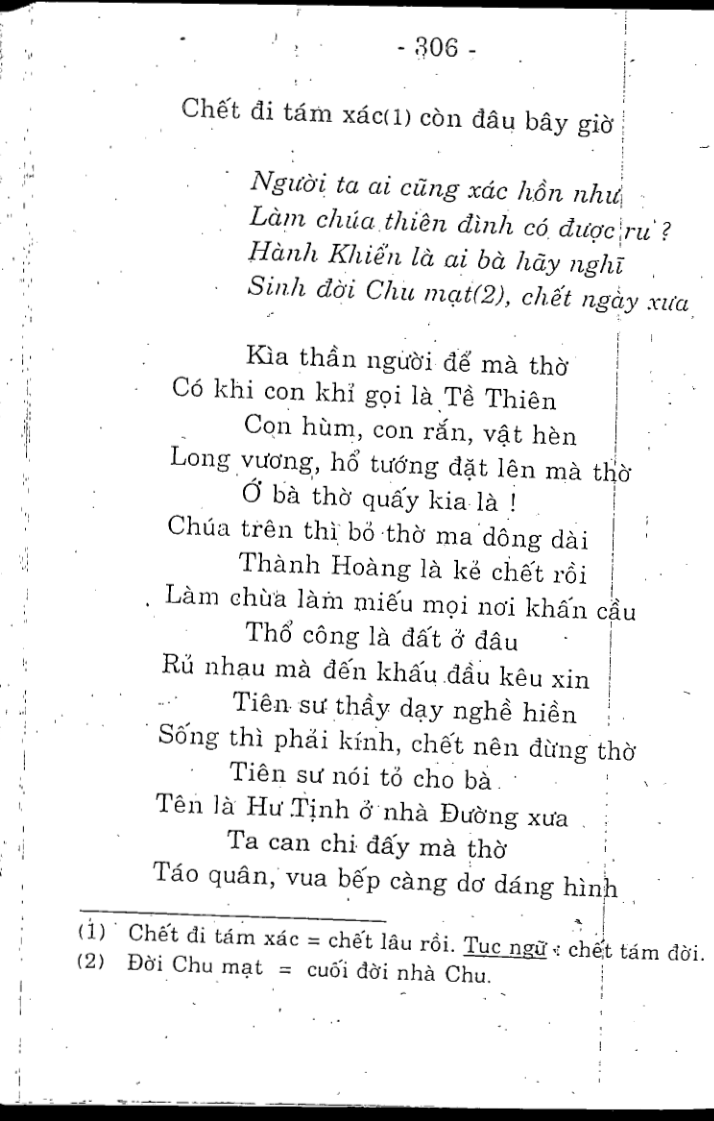 - 306 -
Chết đi tám xác(1) còn đâu bây giờ
Người ta ai cũng xác hồn như
Làm chúa thiên đình có được ru ?
Hành Khiển là ai bà hãy nghĩ
Sinh đời Chu mạt(2), chết ngày xưa
Kìa thần người để mà thờ
Có khi con khỉ gọi là Tề Thiên
Con hùm, con rắn, vật hèn
Long vương, hổ tướng đặt lên mà thờ
Ớ bà thờ quấy kia là !
Chúa trên thì bỏ thờ ma dông dài
Thành Hoàng là kẻ chết rồi
Làm chùa làm miếu mọi nơi khấn cầu
Thổ công là đất ở đâu
Rủ nhau mà đến khấu đầu kêu xin
Tiên sư thầy dạy nghề hiền
Sống thì phải kính, chết nên đừng thờ
Tiên sư nói tỏ cho bà
Tên là Hư Tịnh ở nhà Đường xưa
Ta can chi đấy mà thờ
Táo quân, vua bếp càng dơ dáng hình
(1) Chết đi tám xác = chết lâu rồi. Tục ngữ : chết tám đời.
(2) Đời Chu mạt = cuối đời nhà Chu.